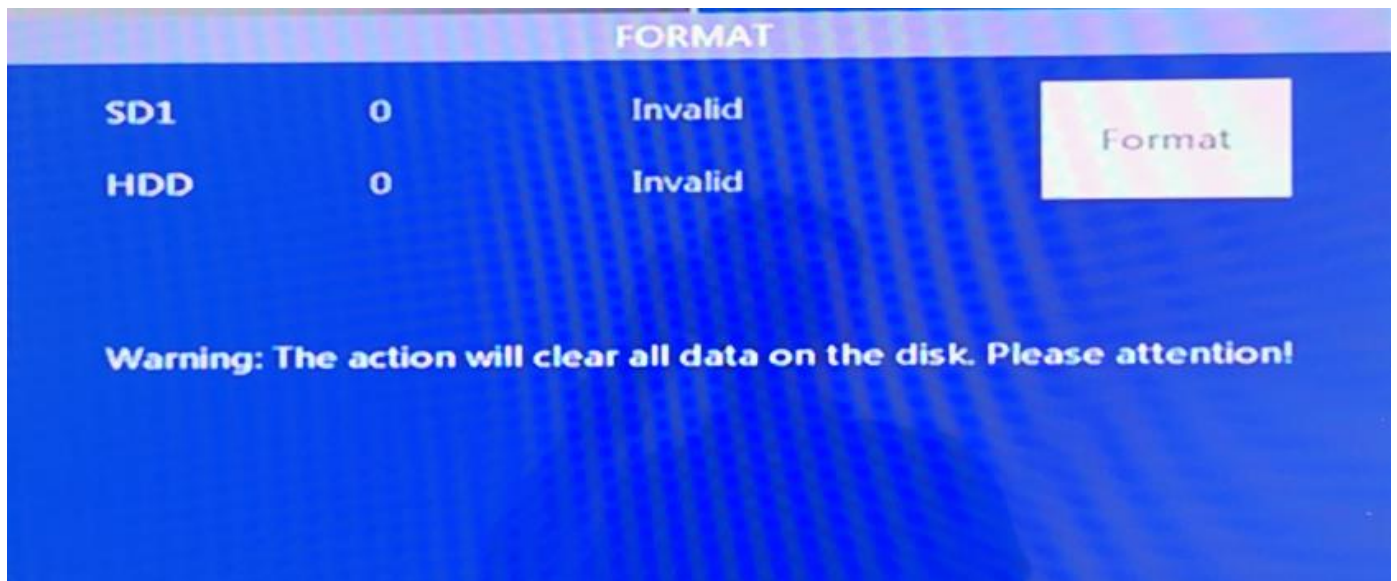 FORMAT
SD1 0 Invalid
Format
HDD 0 Invalid
Warning: The action will clear all data on the disk. Please attention!